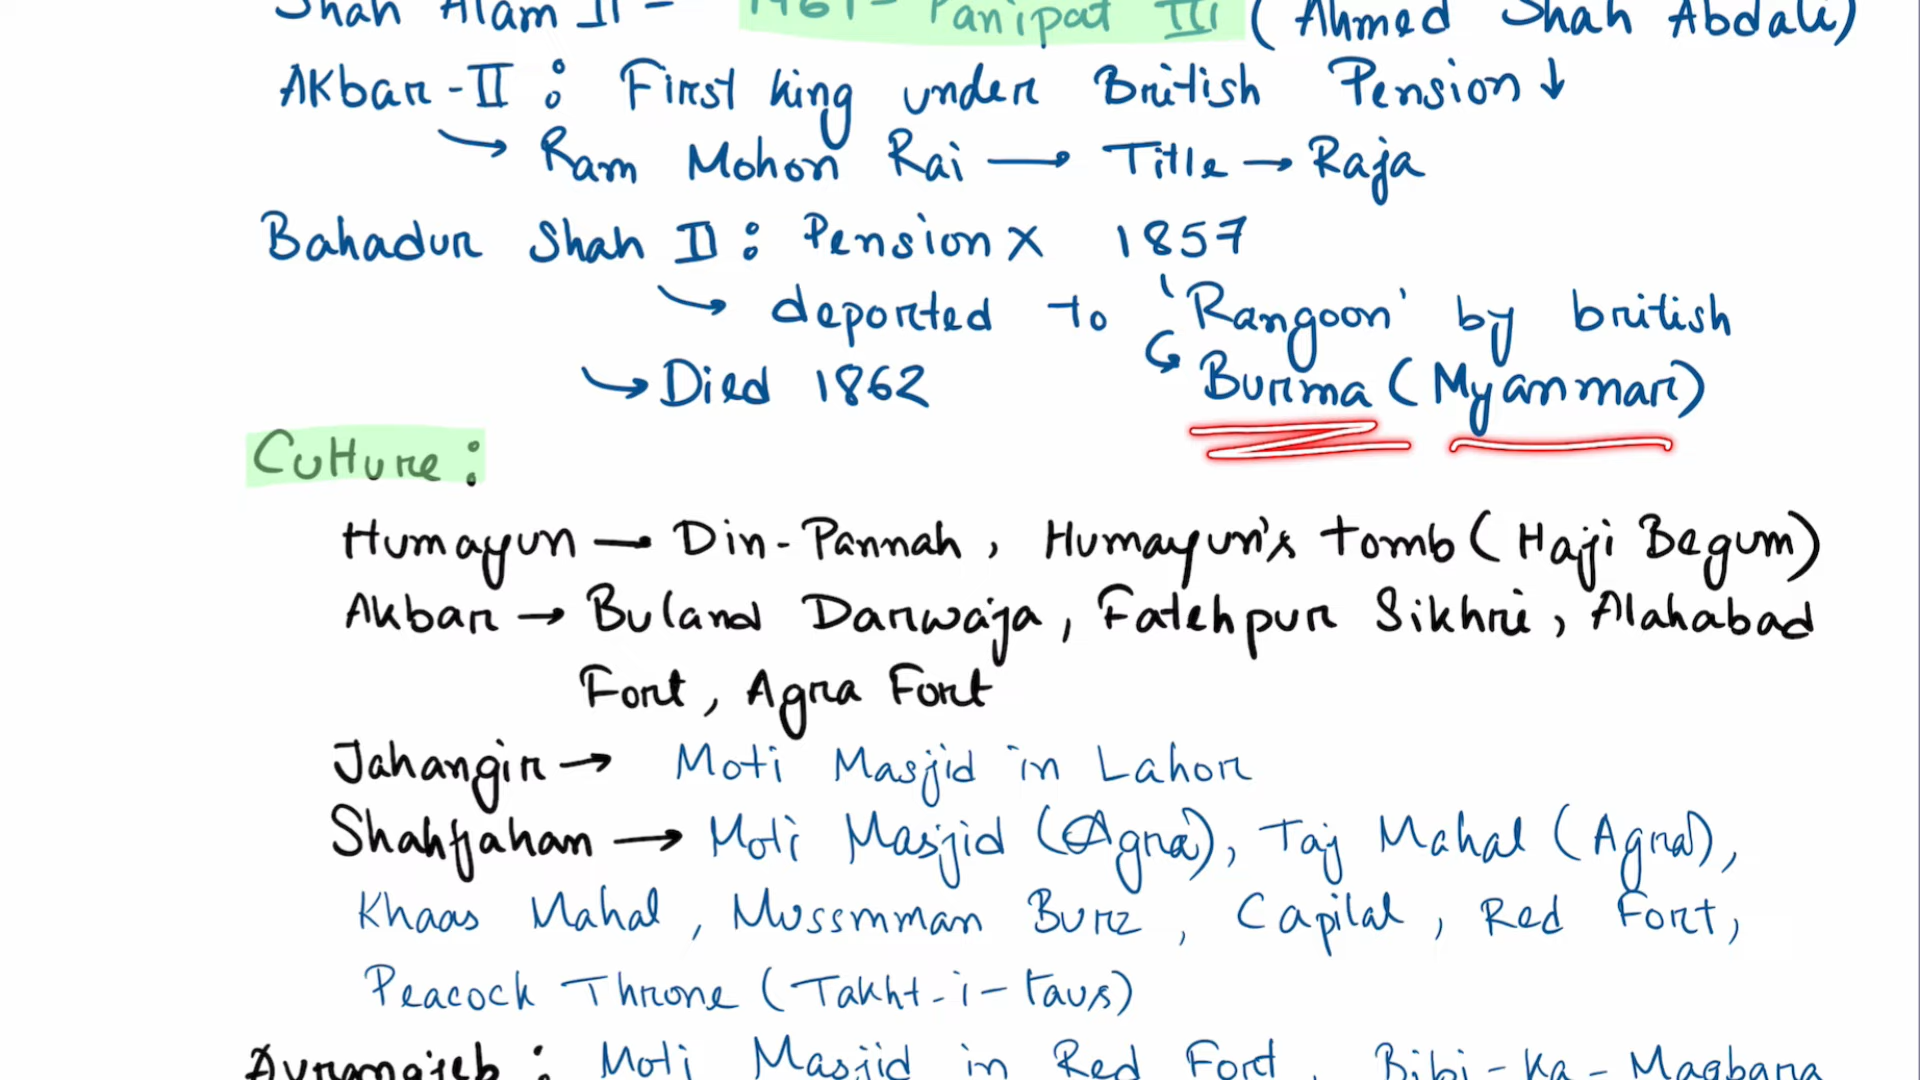 Shah Alam II - 1761 - Panipat III (Ahmed Shah Abdali)
AKbar - II : First king under British Pension ↓
→ Ram Mohon Rai → Title → Raja
Bahadur Shah II : Pension X 1857
→ deported to 'Rangoon' by british
→ Died 1862 Burma (Myanmar)
Culture :
Humayun → Din - Pannah , Humayun's tomb ( Haji Begum )
Akbar → Buland Darwaja , Fatehpur Sikhri , Alahabad
Fort , Agra Fort
Jahangir → Moti Masjid in Lahor
Shahjahan → Moti Masjid (Agra) , Taj Mahal (Agra) ,
Khaas Mahal , Mussmman Burz , Capital , Red Fort ,
Peacock Throne ( Takht - i - taus )
Aurangjeb : Moti Masjid in Red Fort , Bibi - Ka - Maqbara